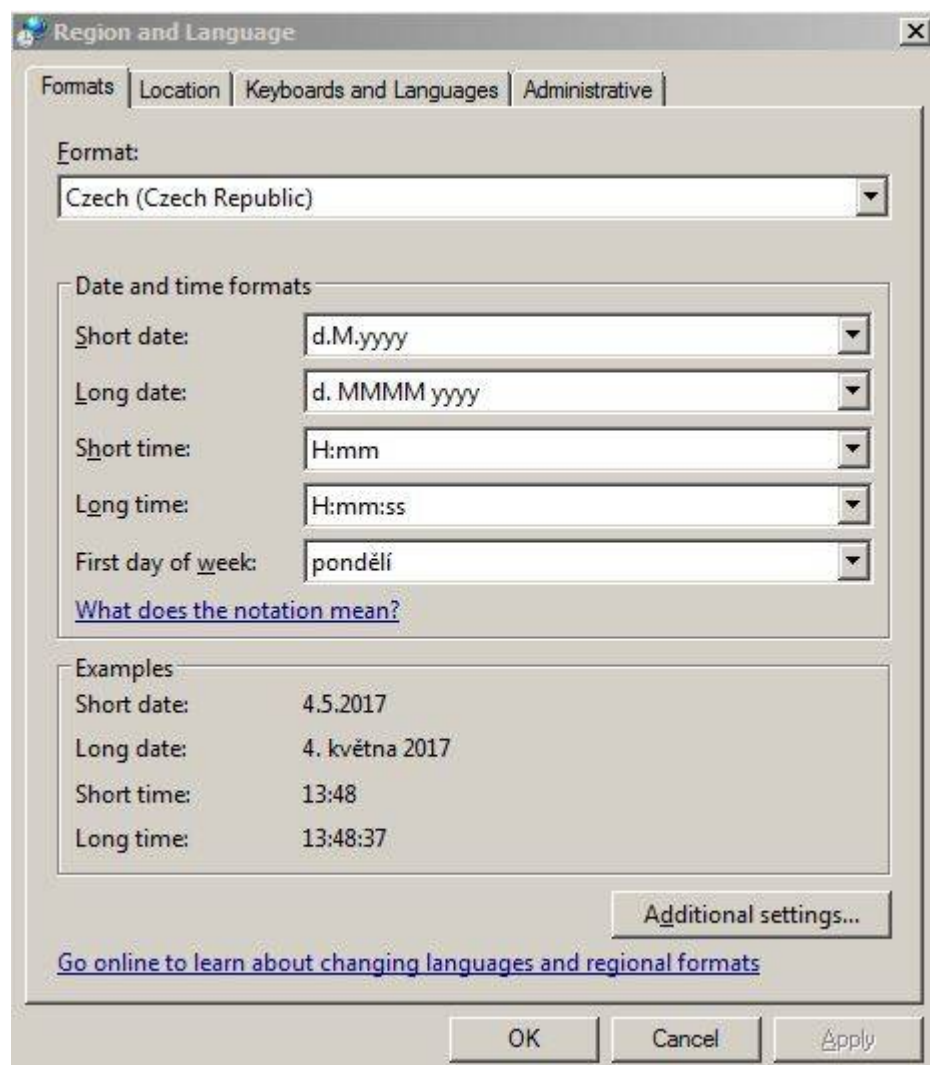 Region and Language
Formats Location Keyboards and Languages Administrative
Format:
Czech (Czech Republic)
Date and time formats
Short date: d.M.yyyy
Long date: d. MMMM yyyy
Short time: H:mm
Long time: H:mm:ss
First day of week: pondělí
What does the notation mean?
Examples
Short date: 4.5.2017
Long date: 4. května 2017
Short time: 13:48
Long time: 13:48:37
Additional settings...
Go online to learn about changing languages and regional formats
OK Cancel Apply